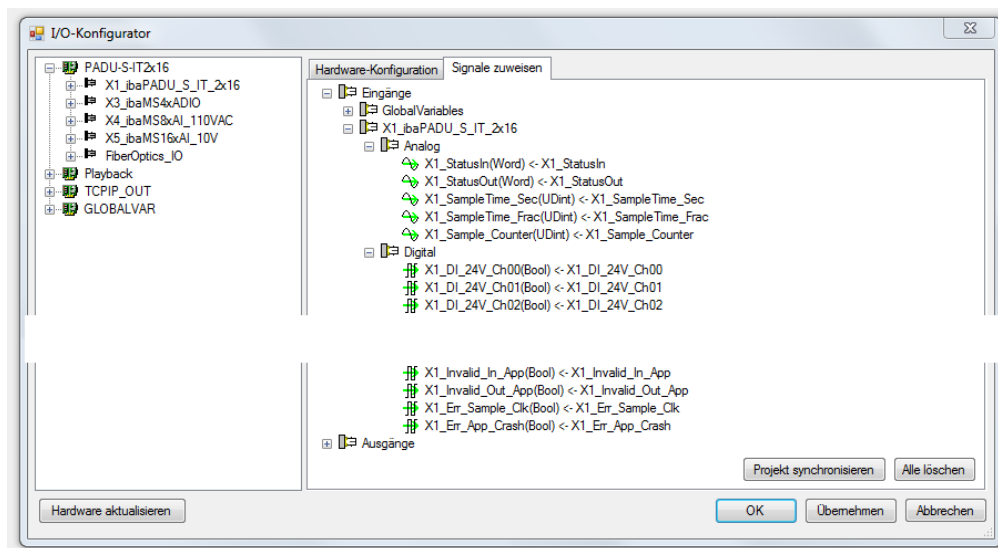 I/O-Konfigurator
PADU-S-IT2x16
X1_ibaPADU_S_IT_2x16
X3_ibaMS4xADIO
X4_ibaMS8xAI_110VAC
X5_ibaMS16xAI_10V
FiberOptics_IO
Playback
TCPIP_OUT
GLOBALVAR
Hardware-Konfiguration Signale zuweisen
Eingänge
GlobalVariables
X1_ibaPADU_S_IT_2x16
Analog
X1_StatusIn(Word) <- X1_StatusIn
X1_StatusOut(Word) <- X1_StatusOut
X1_SampleTime_Sec(UDint) <- X1_SampleTime_Sec
X1_SampleTime_Frac(UDint) <- X1_SampleTime_Frac
X1_Sample_Counter(UDint) <- X1_Sample_Counter
Digital
X1_DI_24V_Ch00(Bool) <- X1_DI_24V_Ch00
X1_DI_24V_Ch01(Bool) <- X1_DI_24V_Ch01
X1_DI_24V_Ch02(Bool) <- X1_DI_24V_Ch02
X1_Invalid_In_App(Bool) <- X1_Invalid_In_App
X1_Invalid_Out_App(Bool) <- X1_Invalid_Out_App
X1_Err_Sample_Clk(Bool) <- X1_Err_Sample_Clk
X1_Err_App_Crash(Bool) <- X1_Err_App_Crash
Ausgänge
Projekt synchronisieren Alle löschen
Hardware aktualisieren OK Übernehmen Abbrechen